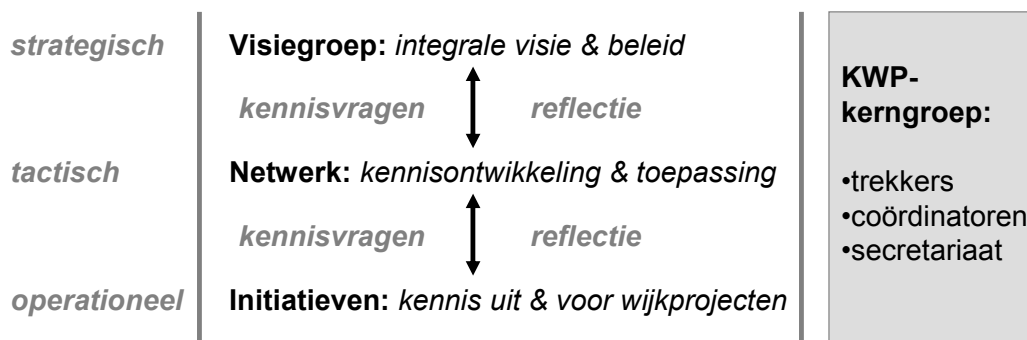 strategisch
Visiegroep: integrale visie & beleid
kennisvragen
reflectie
tactisch
Netwerk: kennisontwikkeling & toepassing
kennisvragen
reflectie
operationeel
Initiatieven: kennis uit & voor wijkprojecten
KWP-
kerngroep:
•trekkers
•coördinatoren
•secretariaat